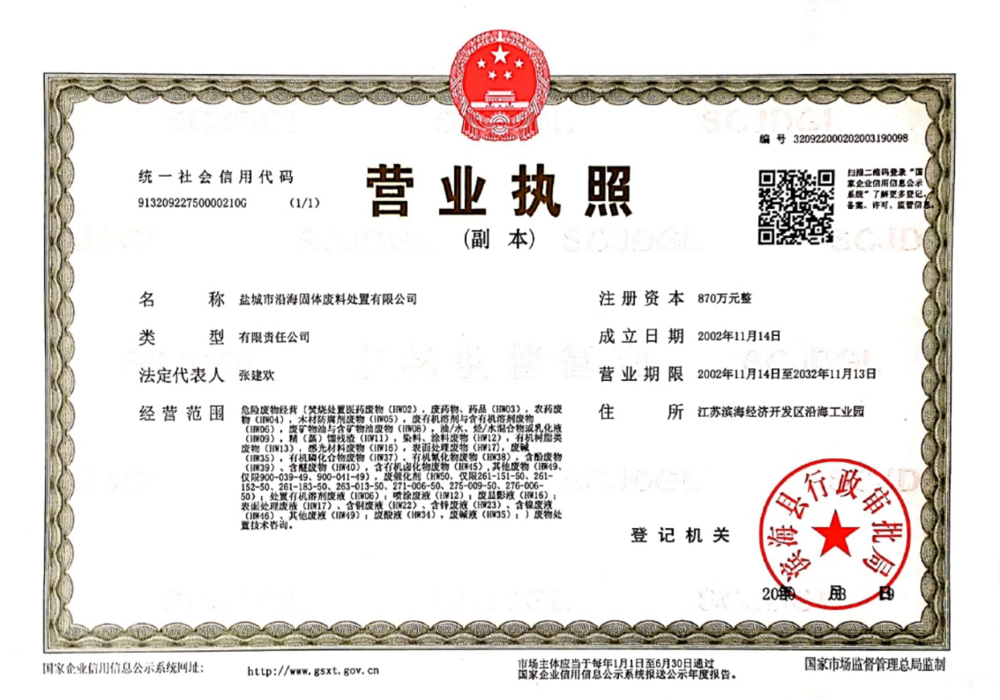 编 号 320922000202003190098
统一社会信用代码
91320922750000210G (1/1)
营业执照
(副 本)
扫描二维码登录“国
家企业信用信息公示
系统”了解更多登记、
备案、许可、监管信息。
名 称 盐城市沿海固体废料处置有限公司
注册资本 870万元整
类 型 有限责任公司
成立日期 2002年11月14日
法定代表人 张建欢
营业期限 2002年11月14日至2032年11月13日
经营范围 危险废物经营〔焚烧处置医药废物(HW02),废药物、药品(HW03),农药废
物(HW04),木材防腐剂废物(HW05),废有机溶剂与含有机溶剂废物
(HW06),废矿物油与含矿物油废物(HW08),油/水、烃/水混合物或乳化液
(HW09),精(蒸)馏残渣(HW11),染料、涂料废物(HW12),有机树脂类
废物(HW13),感光材料废物(HW16),表面处理废物(HW17),废碱
(HW35),有机磷化合物废物(HW37),有机氰化物废物(HW38),含酚废物
(HW39)、含醚废物(HW40),含有机卤化物废物(HW45),其他废物(HW49,
仅限900-039-49、900-041-49),废催化剂(HW50,仅限261-151-50、261-
152-50、261-183-50、263-013-50、271-006-50、275-009-50、276-006-
50);处置有机溶剂废液(HW06);喷涂废液(HW12);废显影液(HW16);
表面处理废液(HW17)、含铜废液(HW22)、含锌废液(HW23)、含镍废液
(HW46)、其他废液(HW49);废酸液(HW34),废碱液(HW35);〕废物处
置技术咨询。
住 所 江苏滨海经济开发区沿海工业园
登记机关
滨海县行政审批局
国家企业信用信息公示系统网址:
http://www.gsxt.gov.cn
市场主体应当于每年1月1日至6月30日通过
国家企业信用信息公示系统报送公示年度报告。
国家市场监督管理总局监制